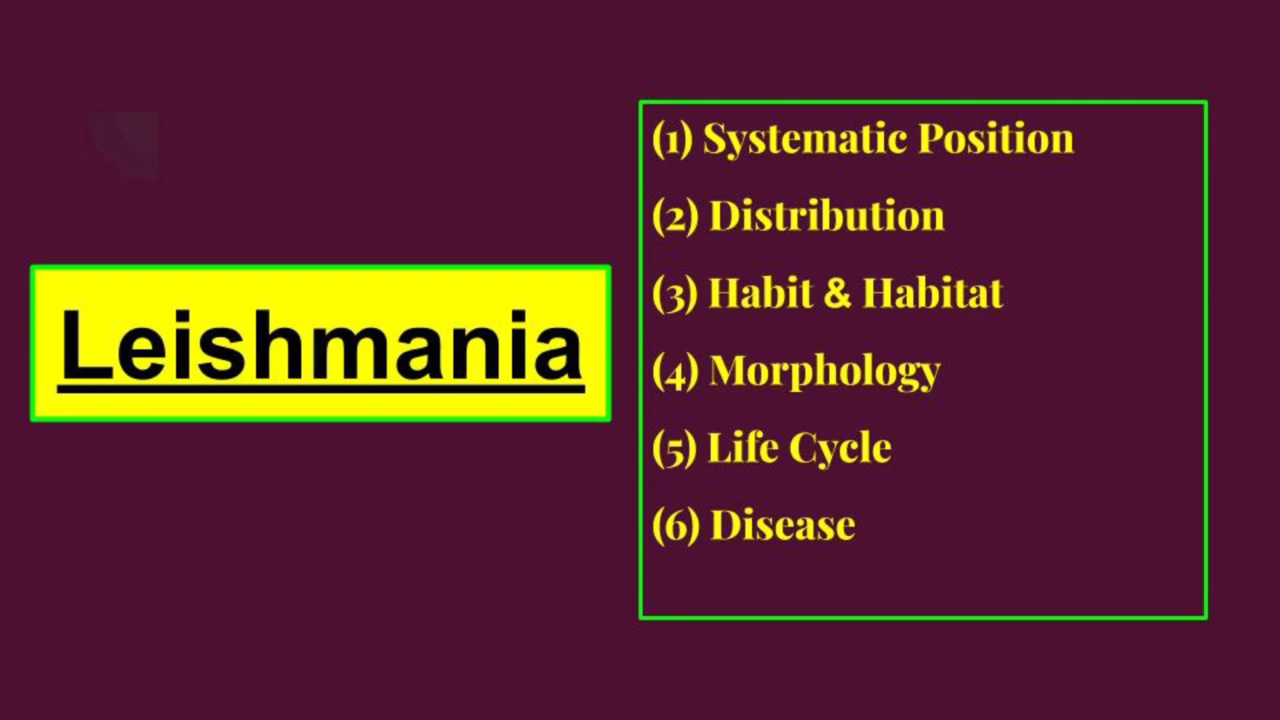 Leishmania
(1) Systematic Position
(2) Distribution
(3) Habit & Habitat
(4) Morphology
(5) Life Cycle
(6) Disease